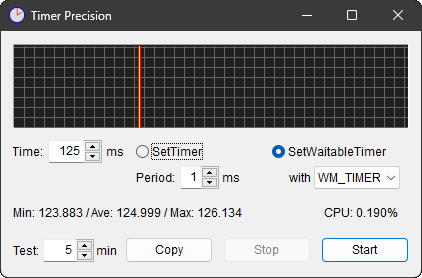 Timer Precision
Time: 125 ms SetTimer SetWaitableTimer
Period: 1 ms with WM_TIMER
Min: 123.883 / Ave: 124.999 / Max: 126.134 CPU: 0.190%
Test: 5 min Copy Stop Start